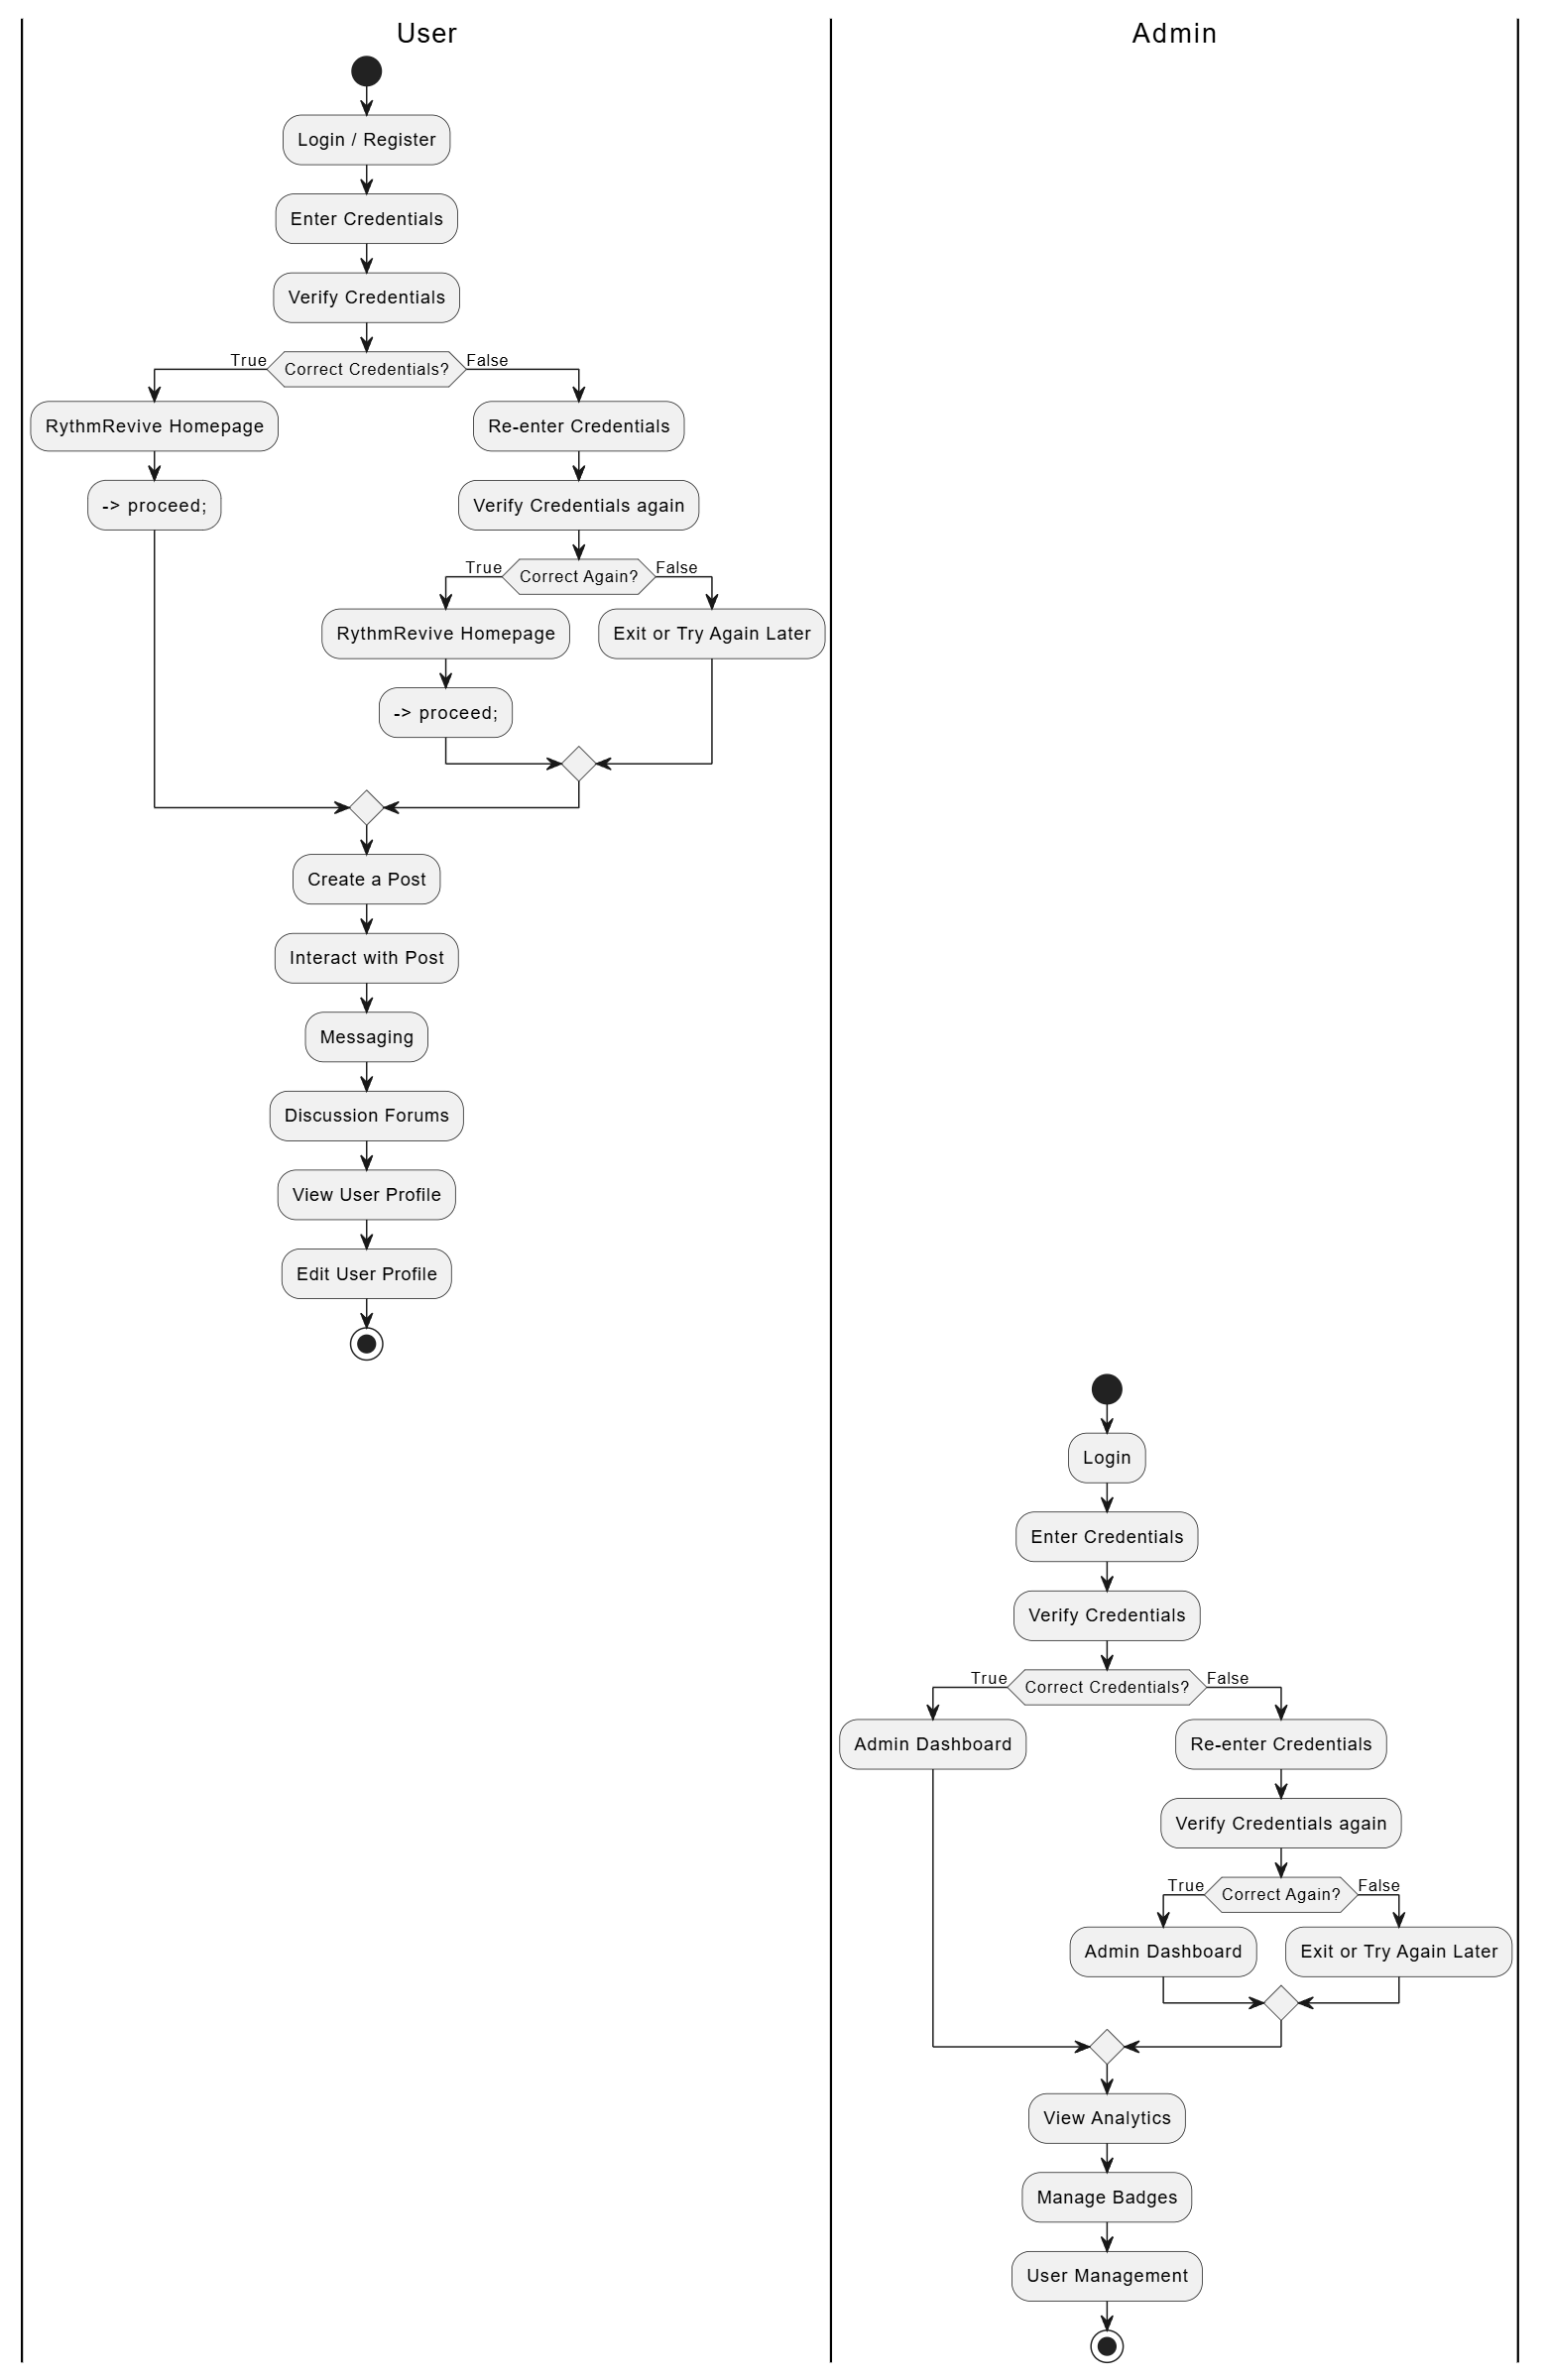 User
Admin
Login / Register
Enter Credentials
Verify Credentials
True
Correct Credentials?
False
RythmRevive Homepage
Re-enter Credentials
-> proceed;
Verify Credentials again
True
Correct Again?
False
RythmRevive Homepage
Exit or Try Again Later
-> proceed;
Create a Post
Interact with Post
Messaging
Discussion Forums
View User Profile
Edit User Profile
Login
Enter Credentials
Verify Credentials
True
Correct Credentials?
False
Admin Dashboard
Re-enter Credentials
Verify Credentials again
True
Correct Again?
False
Admin Dashboard
Exit or Try Again Later
View Analytics
Manage Badges
User Management